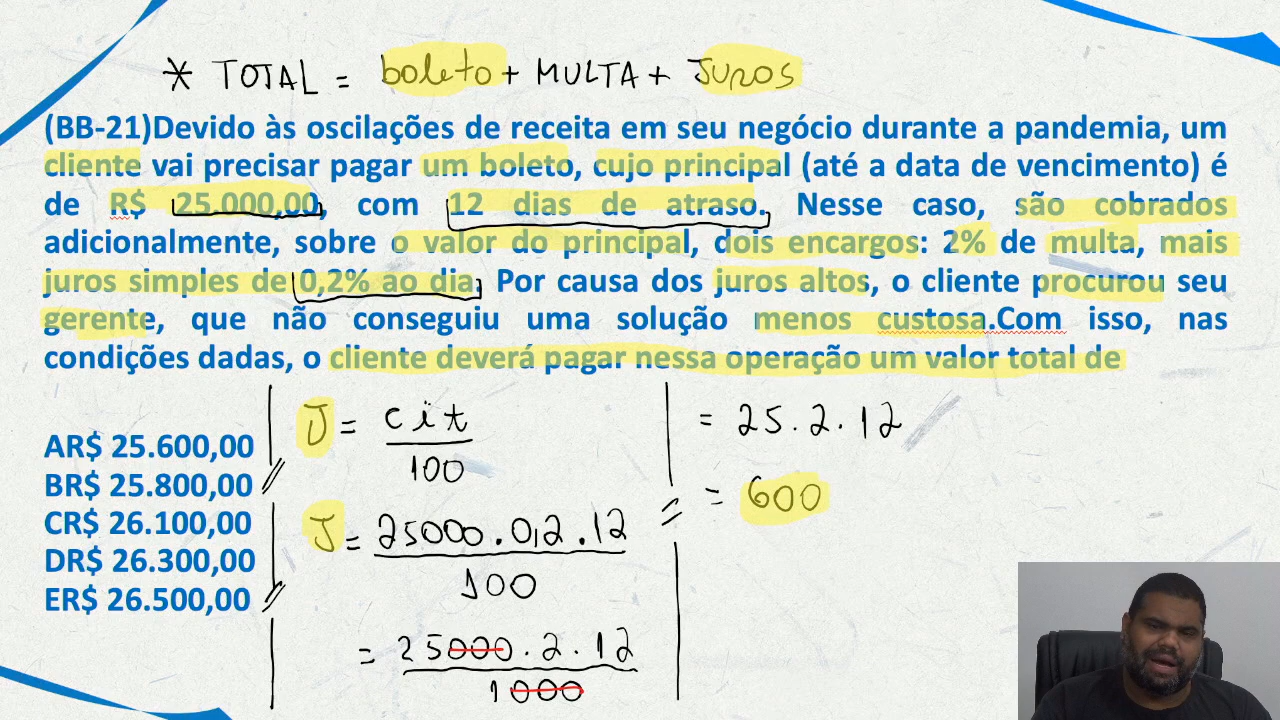 * TOTAL = boleto + MULTA + JUROS
(BB-21)Devido às oscilações de receita em seu negócio durante a pandemia, um
cliente vai precisar pagar um boleto, cujo principal (até a data de vencimento) é
de R$ 25.000,00, com 12 dias de atraso. Nesse caso, são cobrados
adicionalmente, sobre o valor do principal, dois encargos: 2% de multa, mais
juros simples de 0,2% ao dia. Por causa dos juros altos, o cliente procurou seu
gerente, que não conseguiu uma solução menos custosa.Com isso, nas
condições dadas, o cliente deverá pagar nessa operação um valor total de
AR$ 25.600,00
BR$ 25.800,00
CR$ 26.100,00
DR$ 26.300,00
ER$ 26.500,00
J = c i t
100
J = 25000 . 0,2 . 12
100
= 25000 . 2 . 12
1000
= 25 . 2 . 12
= 600